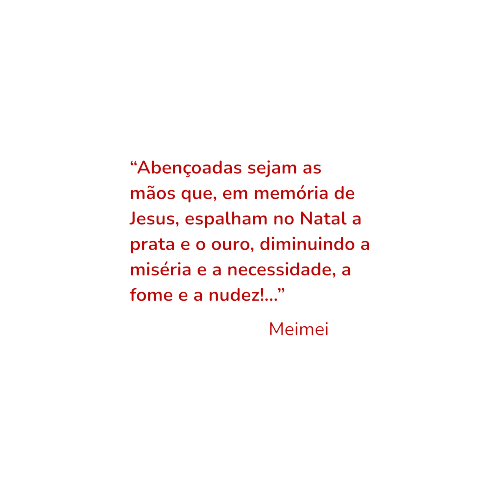 “Abençoadas sejam as
mãos que, em memória de
Jesus, espalham no Natal a
prata e o ouro, diminuindo a
miséria e a necessidade, a
fome e a nudez!...”
Meimei